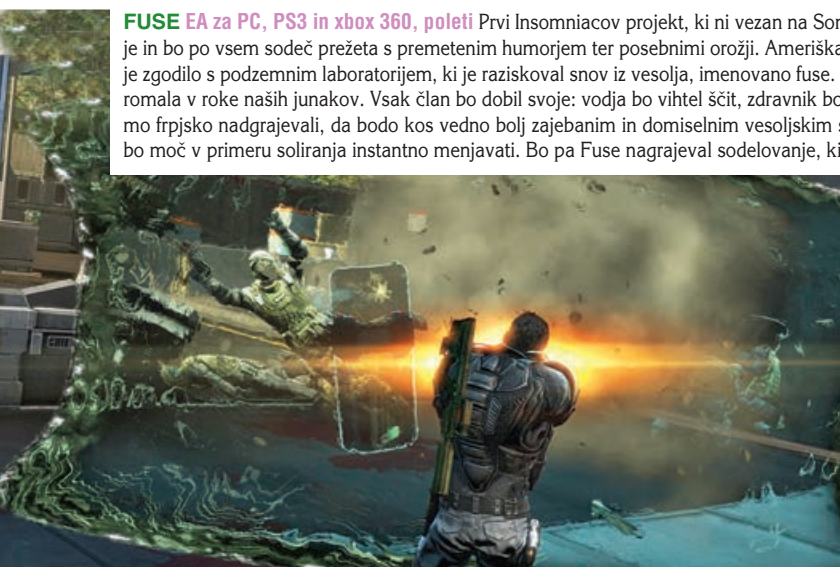 FUSE EA za PC, PS3 in xbox 360, poleti Prvi Insomniacov projekt, ki ni vezan na Son
je in bo po vsem sodeč prežeta s premetenim humorjem ter posebnimi orožji. Ameriška
je zgodilo s podzemnim laboratorijem, ki je raziskoval snov iz vesolja, imenovano fuse.
romala v roke naših junakov. Vsak član bo dobil svoje: vodja bo vihtel ščit, zdravnik bo
mo frpjsko nadgrajevali, da bodo kos vedno bolj zajebanim in domiselnim vesoljskim s
bo moč v primeru soliranja instantno menjavati. Bo pa Fuse nagrajeval sodelovanje, ki